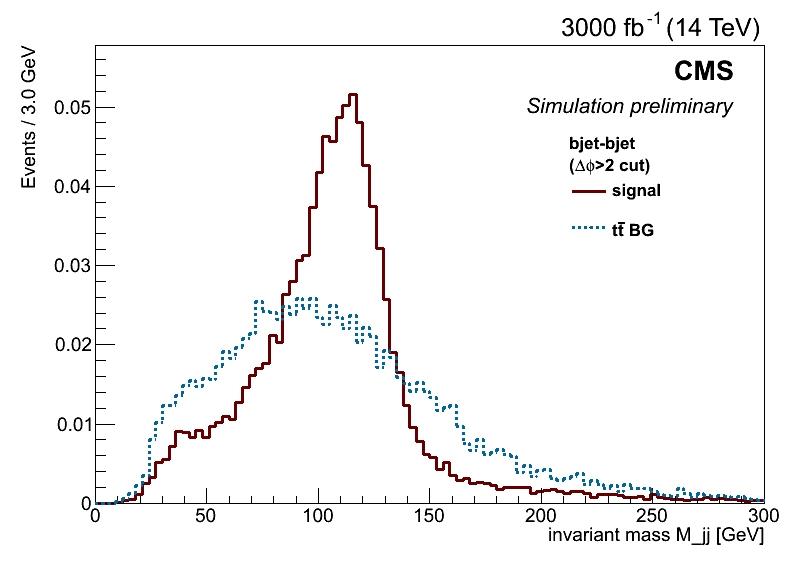 3000 fb⁻¹ (14 TeV)
CMS
Simulation preliminary
bjet-bjet
(Δϕ>2 cut)
signal
tt̄ BG
Events / 3.0 GeV
0.05
0.04
0.03
0.02
0.01
0
0 50 100 150 200 250 300
invariant mass M_jj [GeV]